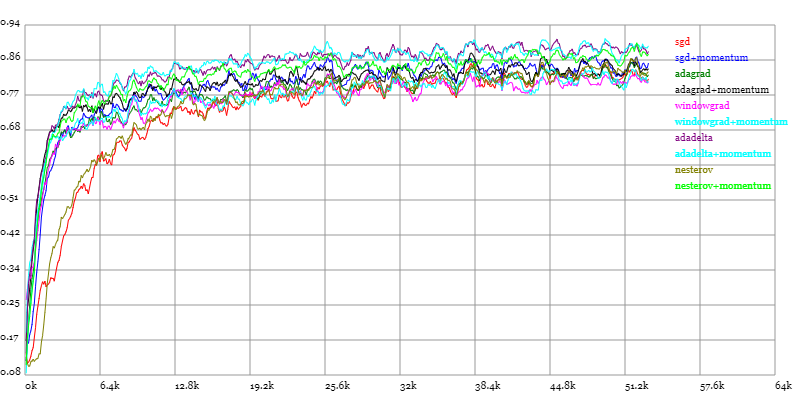 0.94
0.86
0.77
0.68
0.6
0.51
0.42
0.34
0.25
0.17
0.08
0k 6.4k 12.8k 19.2k 25.6k 32k 38.4k 44.8k 51.2k 57.6k 64k
sgd
sgd+momentum
adagrad
adagrad+momentum
windowgrad
windowgrad+momentum
adadelta
adadelta+momentum
nesterov
nesterov+momentum